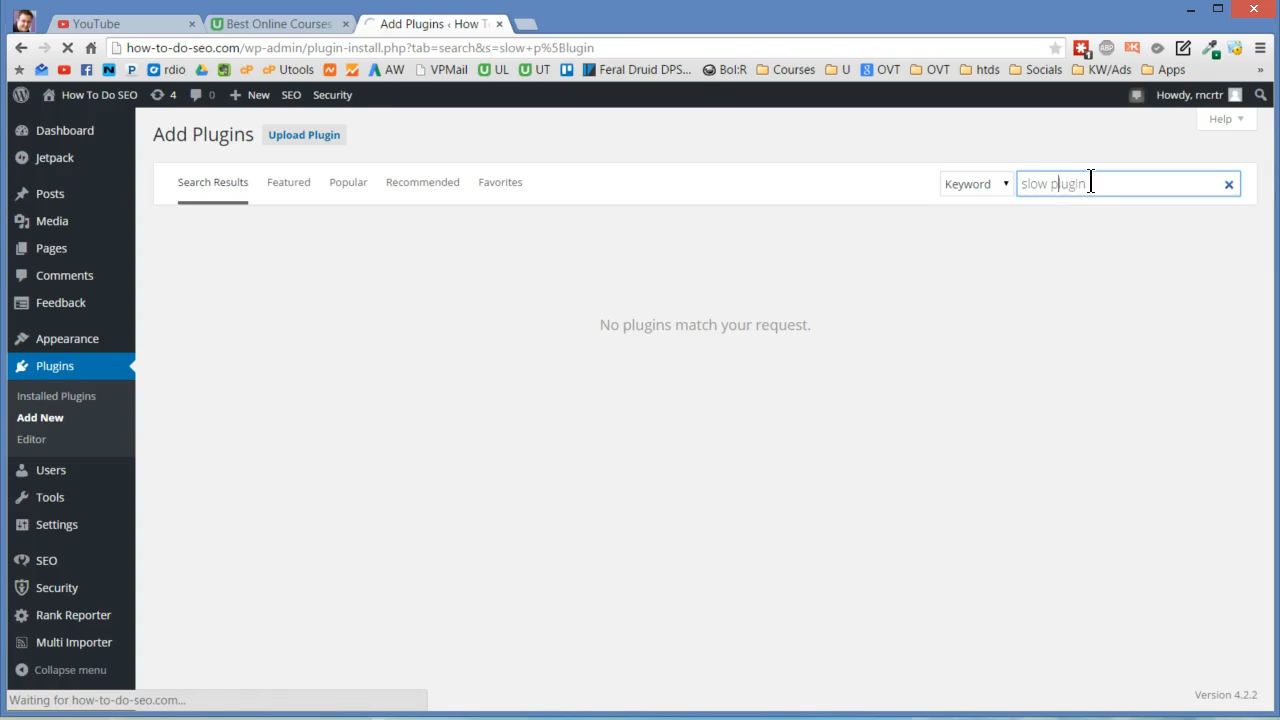 YouTube
Best Online Courses
Add Plugins ‹ How T
how-to-do-seo.com/wp-admin/plugin-install.php?tab=search&s=slow+p%5Blugin
rdio
Utools
AW
VPMail
UL
UT
Feral Druid DPS...
Bol:R
Courses
U
OVT
OVT
htds
Socials
KW/Ads
Apps
»
How To Do SEO
4
0
New
SEO
Security
Howdy, rncrtr
Help
Add Plugins
Upload Plugin
Search Results
Featured
Popular
Recommended
Favorites
Keyword
slow plugin
No plugins match your request.
Dashboard
Jetpack
Posts
Media
Pages
Comments
Feedback
Appearance
Plugins
Installed Plugins
Add New
Editor
Users
Tools
Settings
SEO
Security
Rank Reporter
Multi Importer
Collapse menu
Waiting for how-to-do-seo.com...
Version 4.2.2